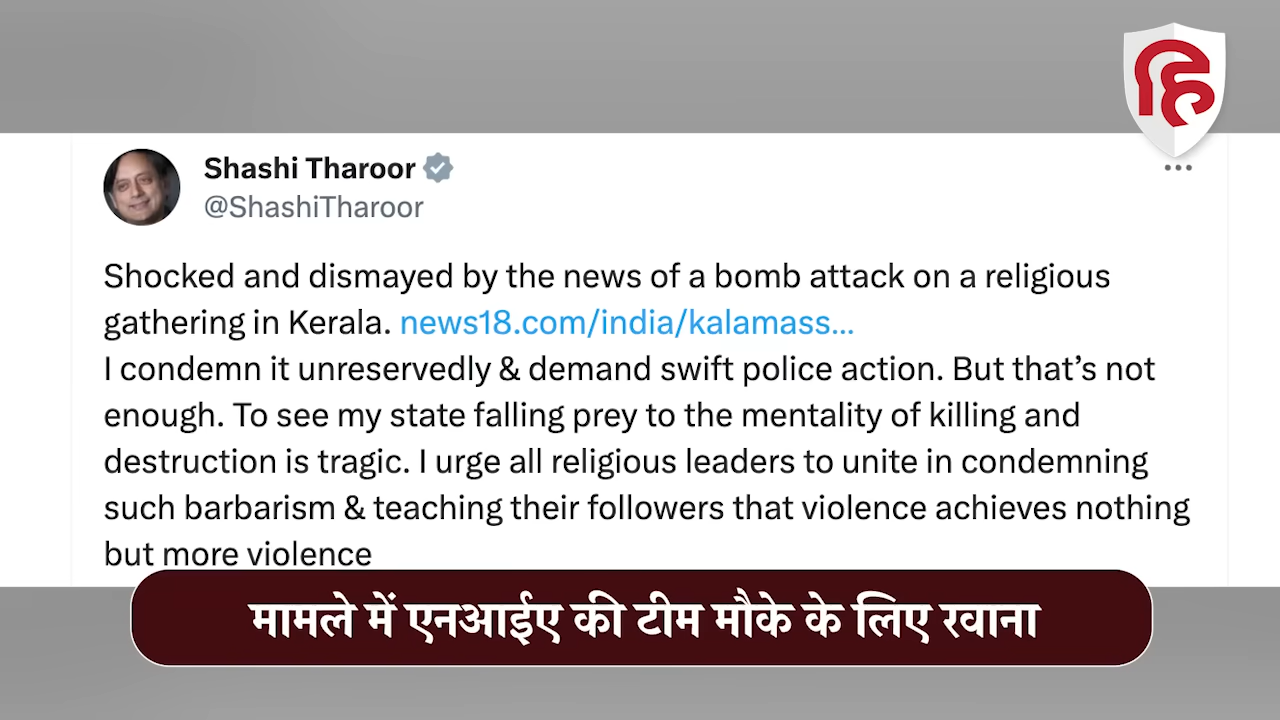 हि
Shashi Tharoor
@ShashiTharoor
Shocked and dismayed by the news of a bomb attack on a religious
gathering in Kerala. news18.com/india/kalamass...
I condemn it unreservedly & demand swift police action. But that’s not
enough. To see my state falling prey to the mentality of killing and
destruction is tragic. I urge all religious leaders to unite in condemning
such barbarism & teaching their followers that violence achieves nothing
but more violence
मामले में एनआईए की टीम मौके के लिए रवाना